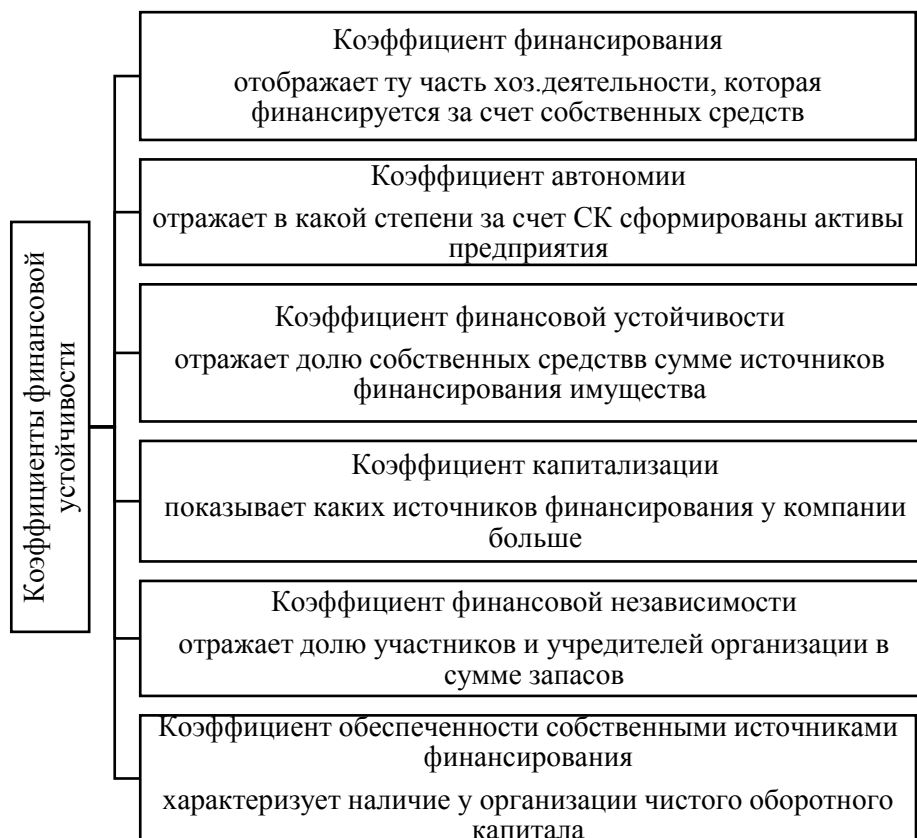 Коэффициенты финансовой
устойчивости
Коэффициент финансирования
отображает ту часть хоз.деятельности, которая
финансируется за счет собственных средств
Коэффициент автономии
отражает в какой степени за счет СК сформированы активы
предприятия
Коэффициент финансовой устойчивости
отражает долю собственных средствв сумме источников
финансирования имущества
Коэффициент капитализации
показывает каких источников финансирования у компании
больше
Коэффициент финансовой независимости
отражает долю участников и учредителей организации в
сумме запасов
Коэффициент обеспеченности собственными источниками
финансирования
характеризует наличие у организации чистого оборотного
капитала